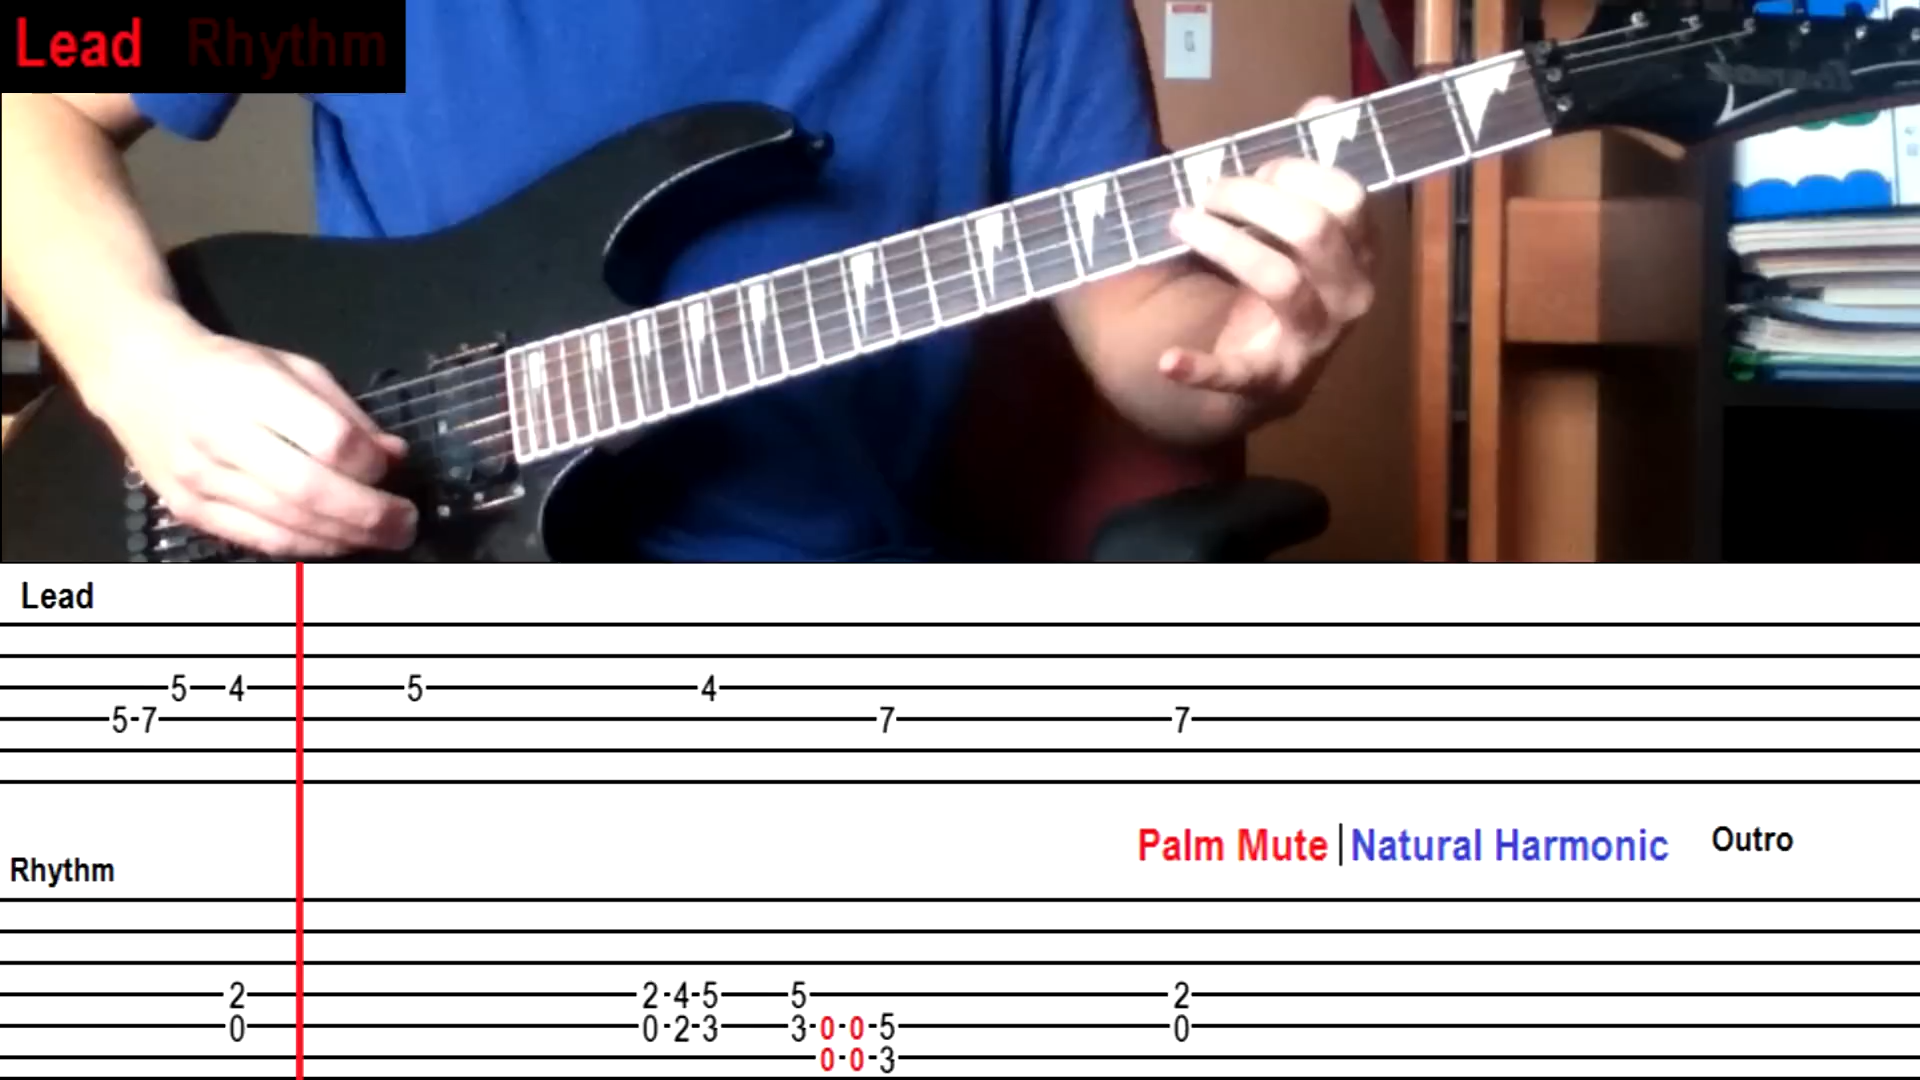 Lead Rhythm
Lead
5 4 5 4
5-7 7 7
Palm Mute | Natural Harmonic Outro
Rhythm
2 2-4-5 5 2
0 0-2-3 3-0-0-5 0
0-0-3